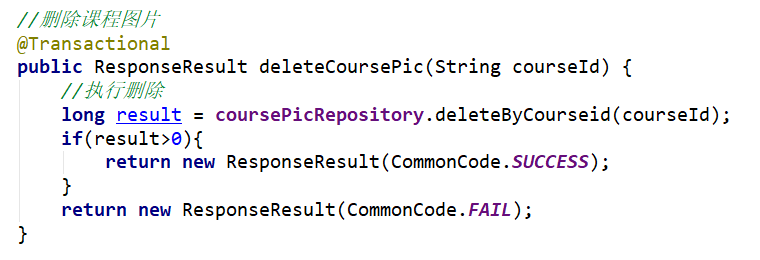 //删除课程图片
@Transactional
public ResponseResult deleteCoursePic(String courseId) {
    //执行删除
    long result = coursePicRepository.deleteByCourseid(courseId);
    if(result>0){
        return new ResponseResult(CommonCode.SUCCESS);
    }
    return new ResponseResult(CommonCode.FAIL);
}